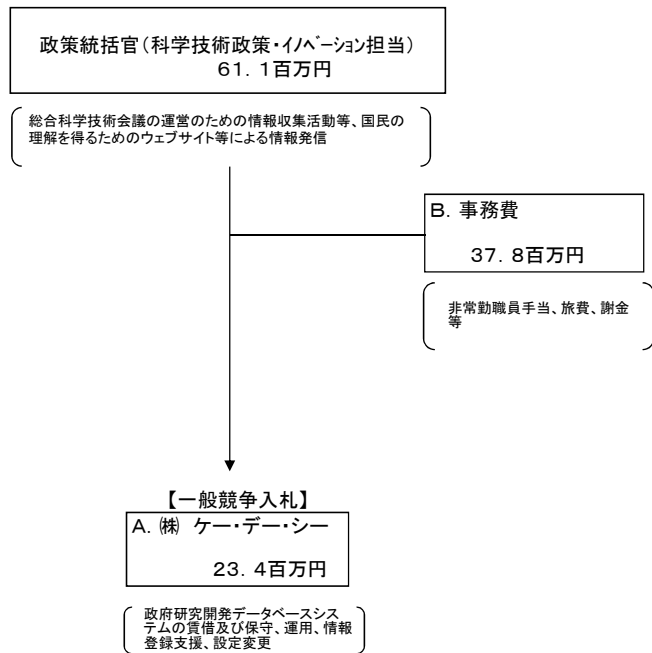 政策統括官(科学技術政策・イノベーション担当)
61.1百万円
総合科学技術会議の運営のための情報収集活動等、国民の
理解を得るためのウェブサイト等による情報発信
B. 事務費
37.8百万円
非常勤職員手当、旅費、謝金
等
【一般競争入札】
A. ㈱ ケー・デー・シー
23.4百万円
政府研究開発データベースシス
テムの賃借及び保守、運用、情報
登録支援、設定変更